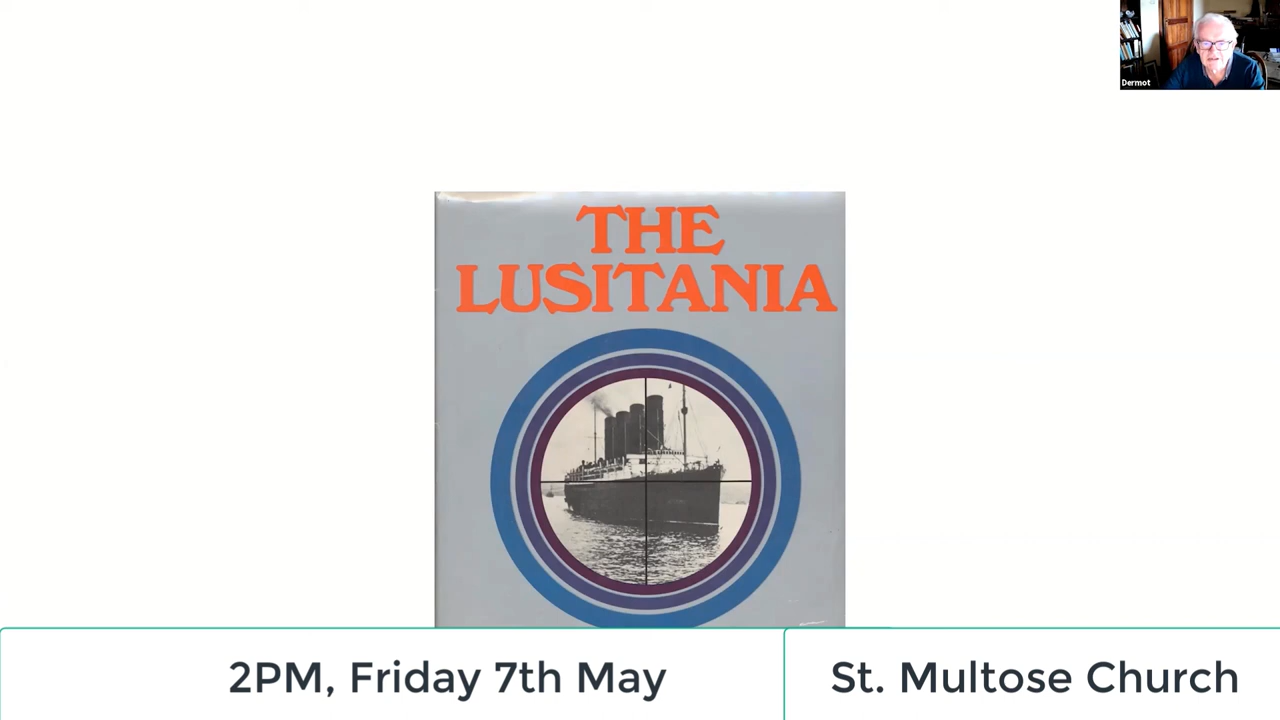 Dermot
THE
LUSITANIA
2PM, Friday 7th May
St. Multose Church